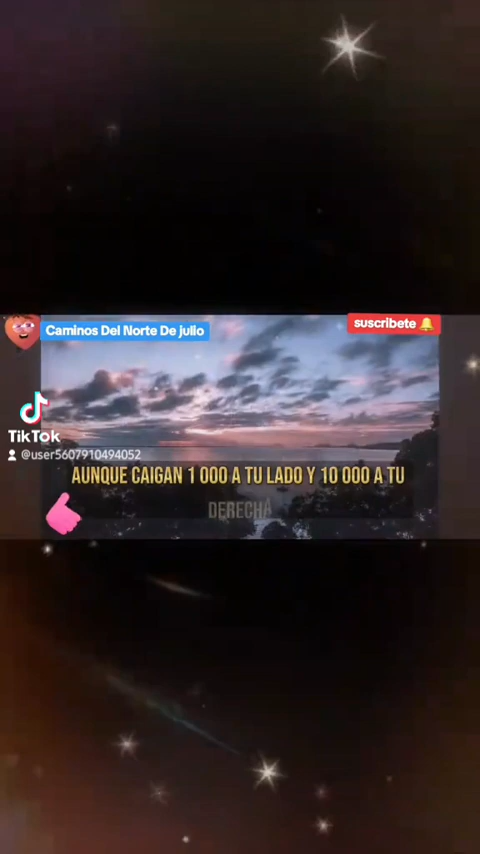 Caminos Del Norte De julio
suscribete 🔔
TikTok
@user5607910494052
AUNQUE CAIGAN 1 000 A TU LADO Y 10 000 A TU
DERECHA